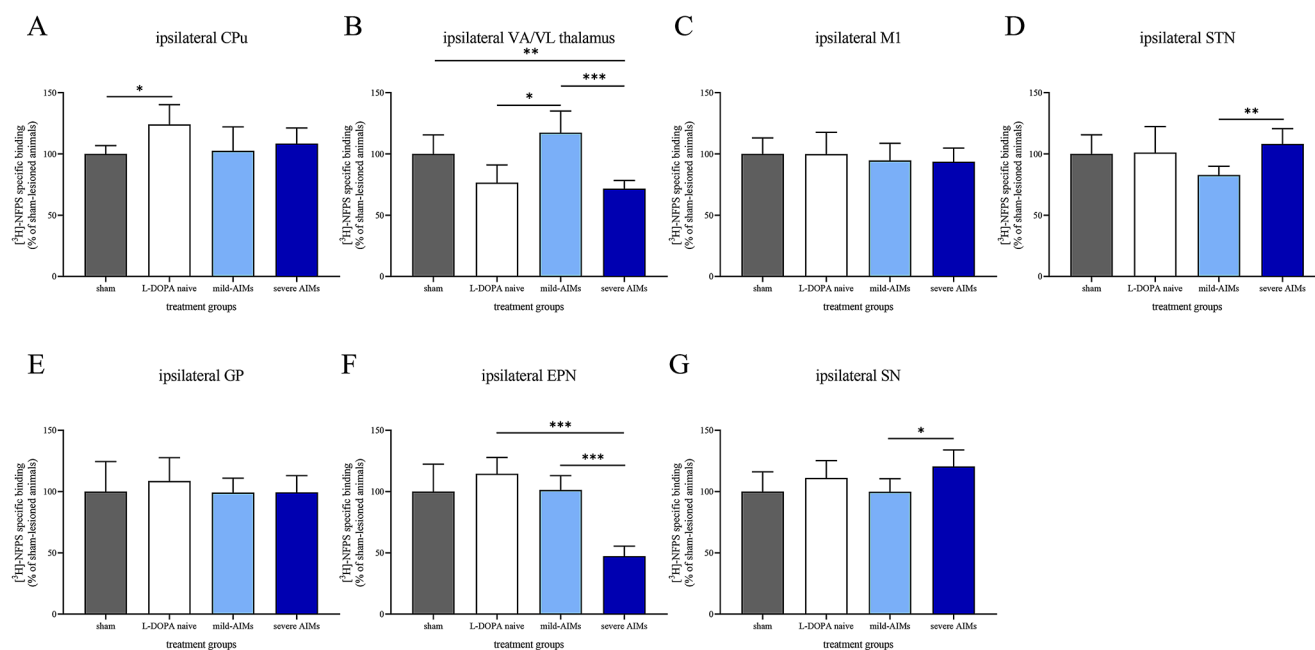 A
ipsilateral CPu
*
150
100
50
0
[³H]-NFPS specific binding
(% of sham-lesioned animals)
sham
L-DOPA naive
mild-AIMs
severe AIMs
treatment groups
B
ipsilateral VA/VL thalamus
**
***
*
150
100
50
0
[³H]-NFPS specific binding
(% of sham-lesioned animals)
sham
L-DOPA naive
mild-AIMs
severe AIMs
treatment groups
C
ipsilateral M1
150
100
50
0
[³H]-NFPS specific binding
(% of sham-lesioned animals)
sham
L-DOPA naive
mild-AIMs
severe AIMs
treatment groups
D
ipsilateral STN
**
150
100
50
0
[³H]-NFPS specific binding
(% of sham-lesioned animals)
sham
L-DOPA naive
mild-AIMs
severe AIMs
treatment groups
E
ipsilateral GP
150
100
50
0
[³H]-NFPS specific binding
(% of sham-lesioned animals)
sham
L-DOPA naive
mild-AIMs
severe AIMs
treatment groups
F
ipsilateral EPN
***
***
150
100
50
0
[³H]-NFPS specific binding
(% of sham-lesioned animals)
sham
L-DOPA naive
mild-AIMs
severe AIMs
treatment groups
G
ipsilateral SN
*
150
100
50
0
[³H]-NFPS specific binding
(% of sham-lesioned animals)
sham
L-DOPA naive
mild-AIMs
severe AIMs
treatment groups